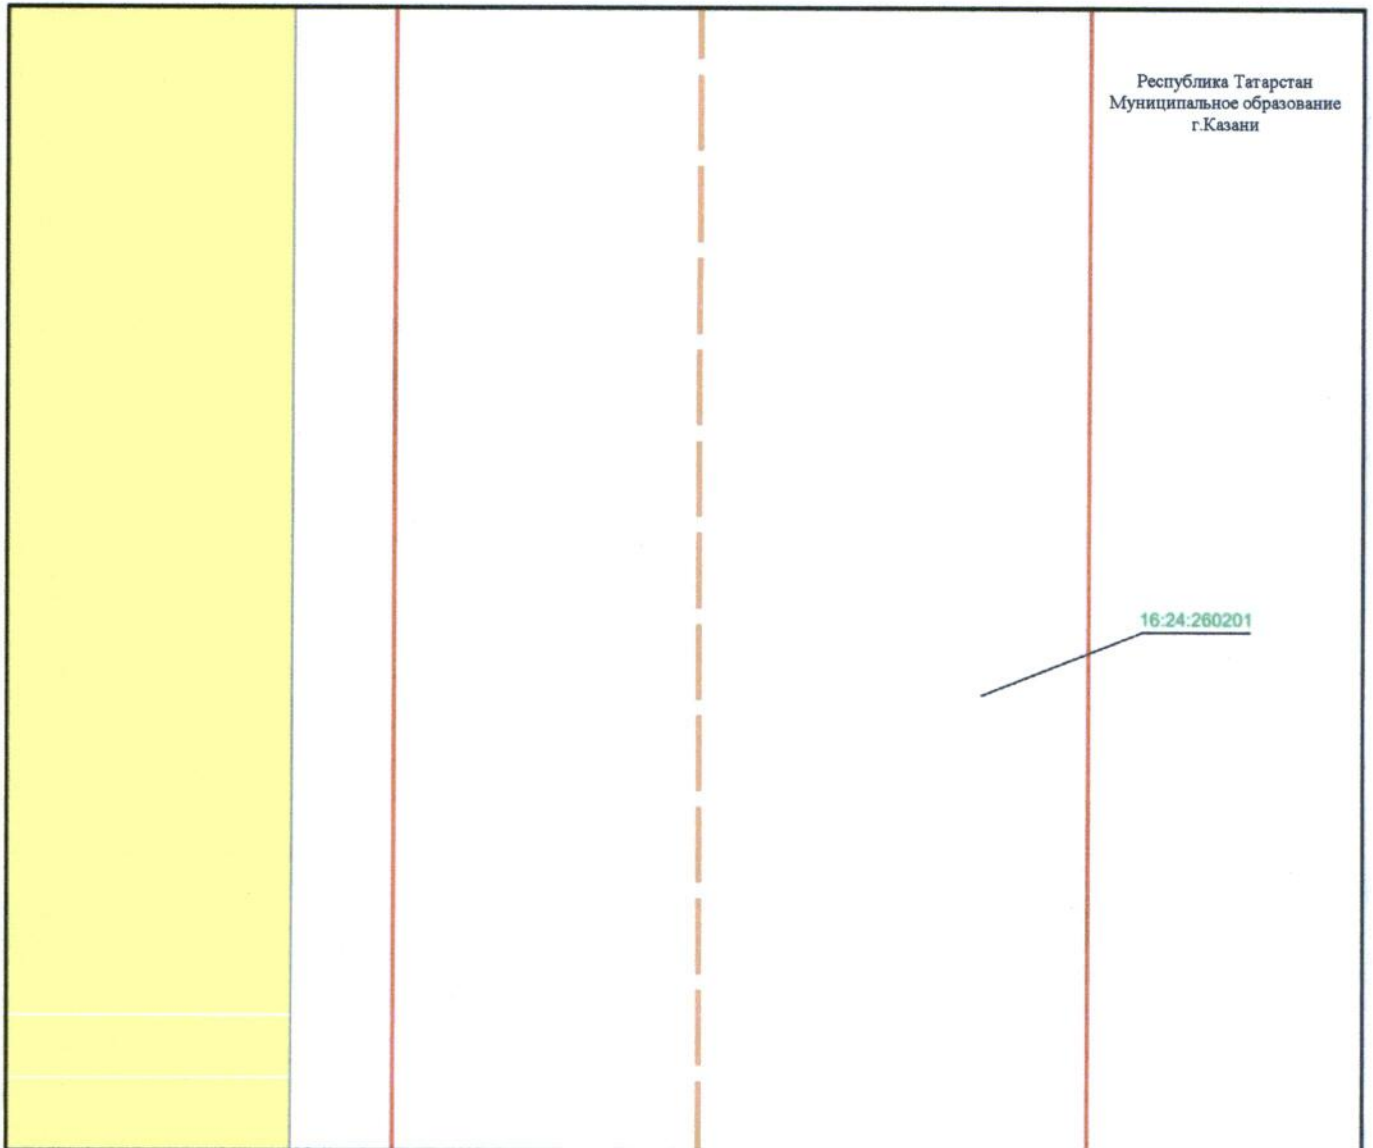 Республика Татарстан
Муниципальное образование
г.Казани
16:24:260201